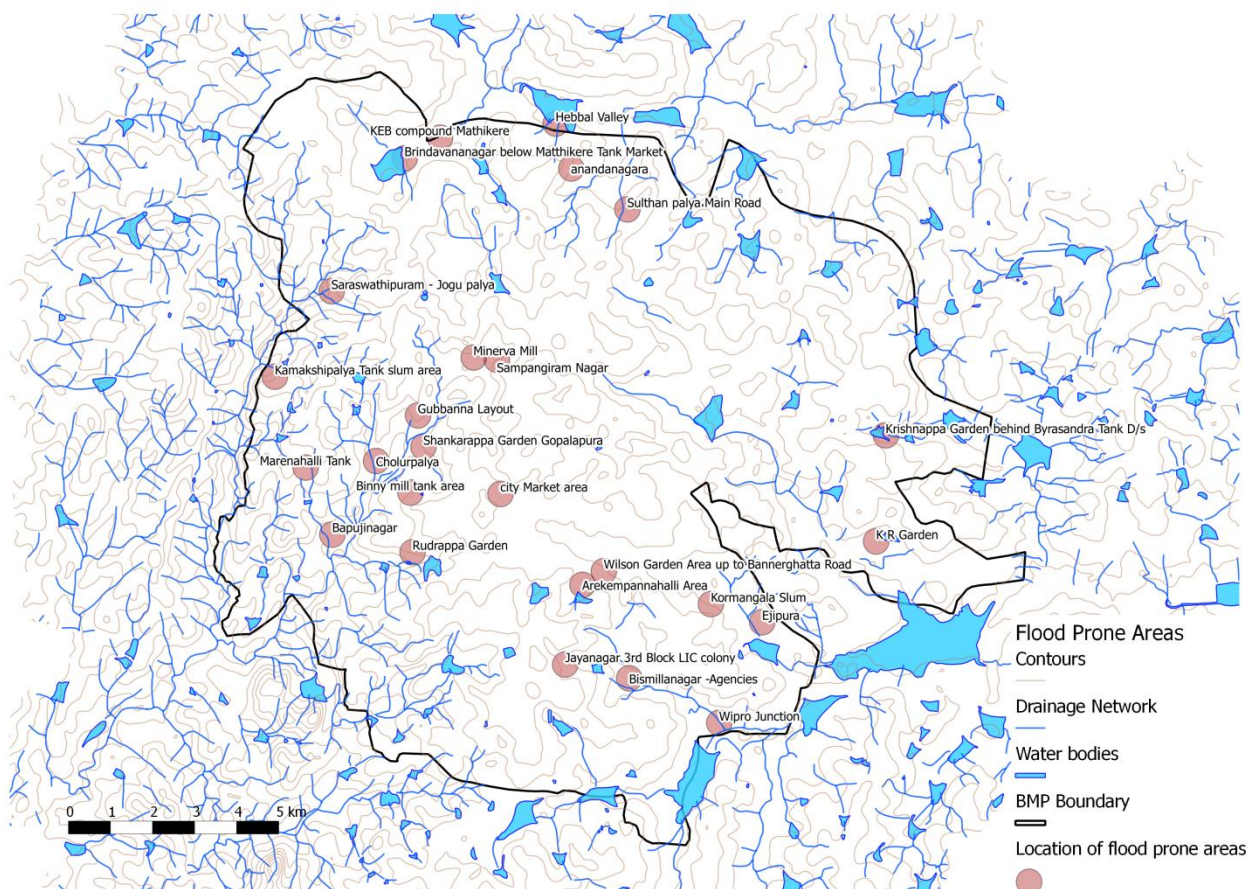 Hebbal Valley
KEB compound Mathikere
Brindavananagar below Matthikere Tank Market
anandanagara
Sulthan palya Main Road
Saraswathipuram - Jogu palya
Minerva Mill
Sampangiram Nagar
Kamakshipalya Tank slum area
Gubbanna Layout
Krishnappa Garden behind Byrasandra Tank D/s
Shankarappa Garden Gopalapura
Marenahalli Tank
Cholurpalya
Binny mill tank area
city Market area
Bapujinagar
K R Garden
Rudrappa Garden
Wilson Garden Area up to Bannerghatta Road
Arekempannahalli Area
Kormangala Slum
Ejipura
Jayanagar 3rd Block LIC colony
Bismillanagar -Agencies
Wipro Junction
0 1 2 3 4 5 km
Flood Prone Areas
Contours
Drainage Network
Water bodies
BMP Boundary
Location of flood prone areas